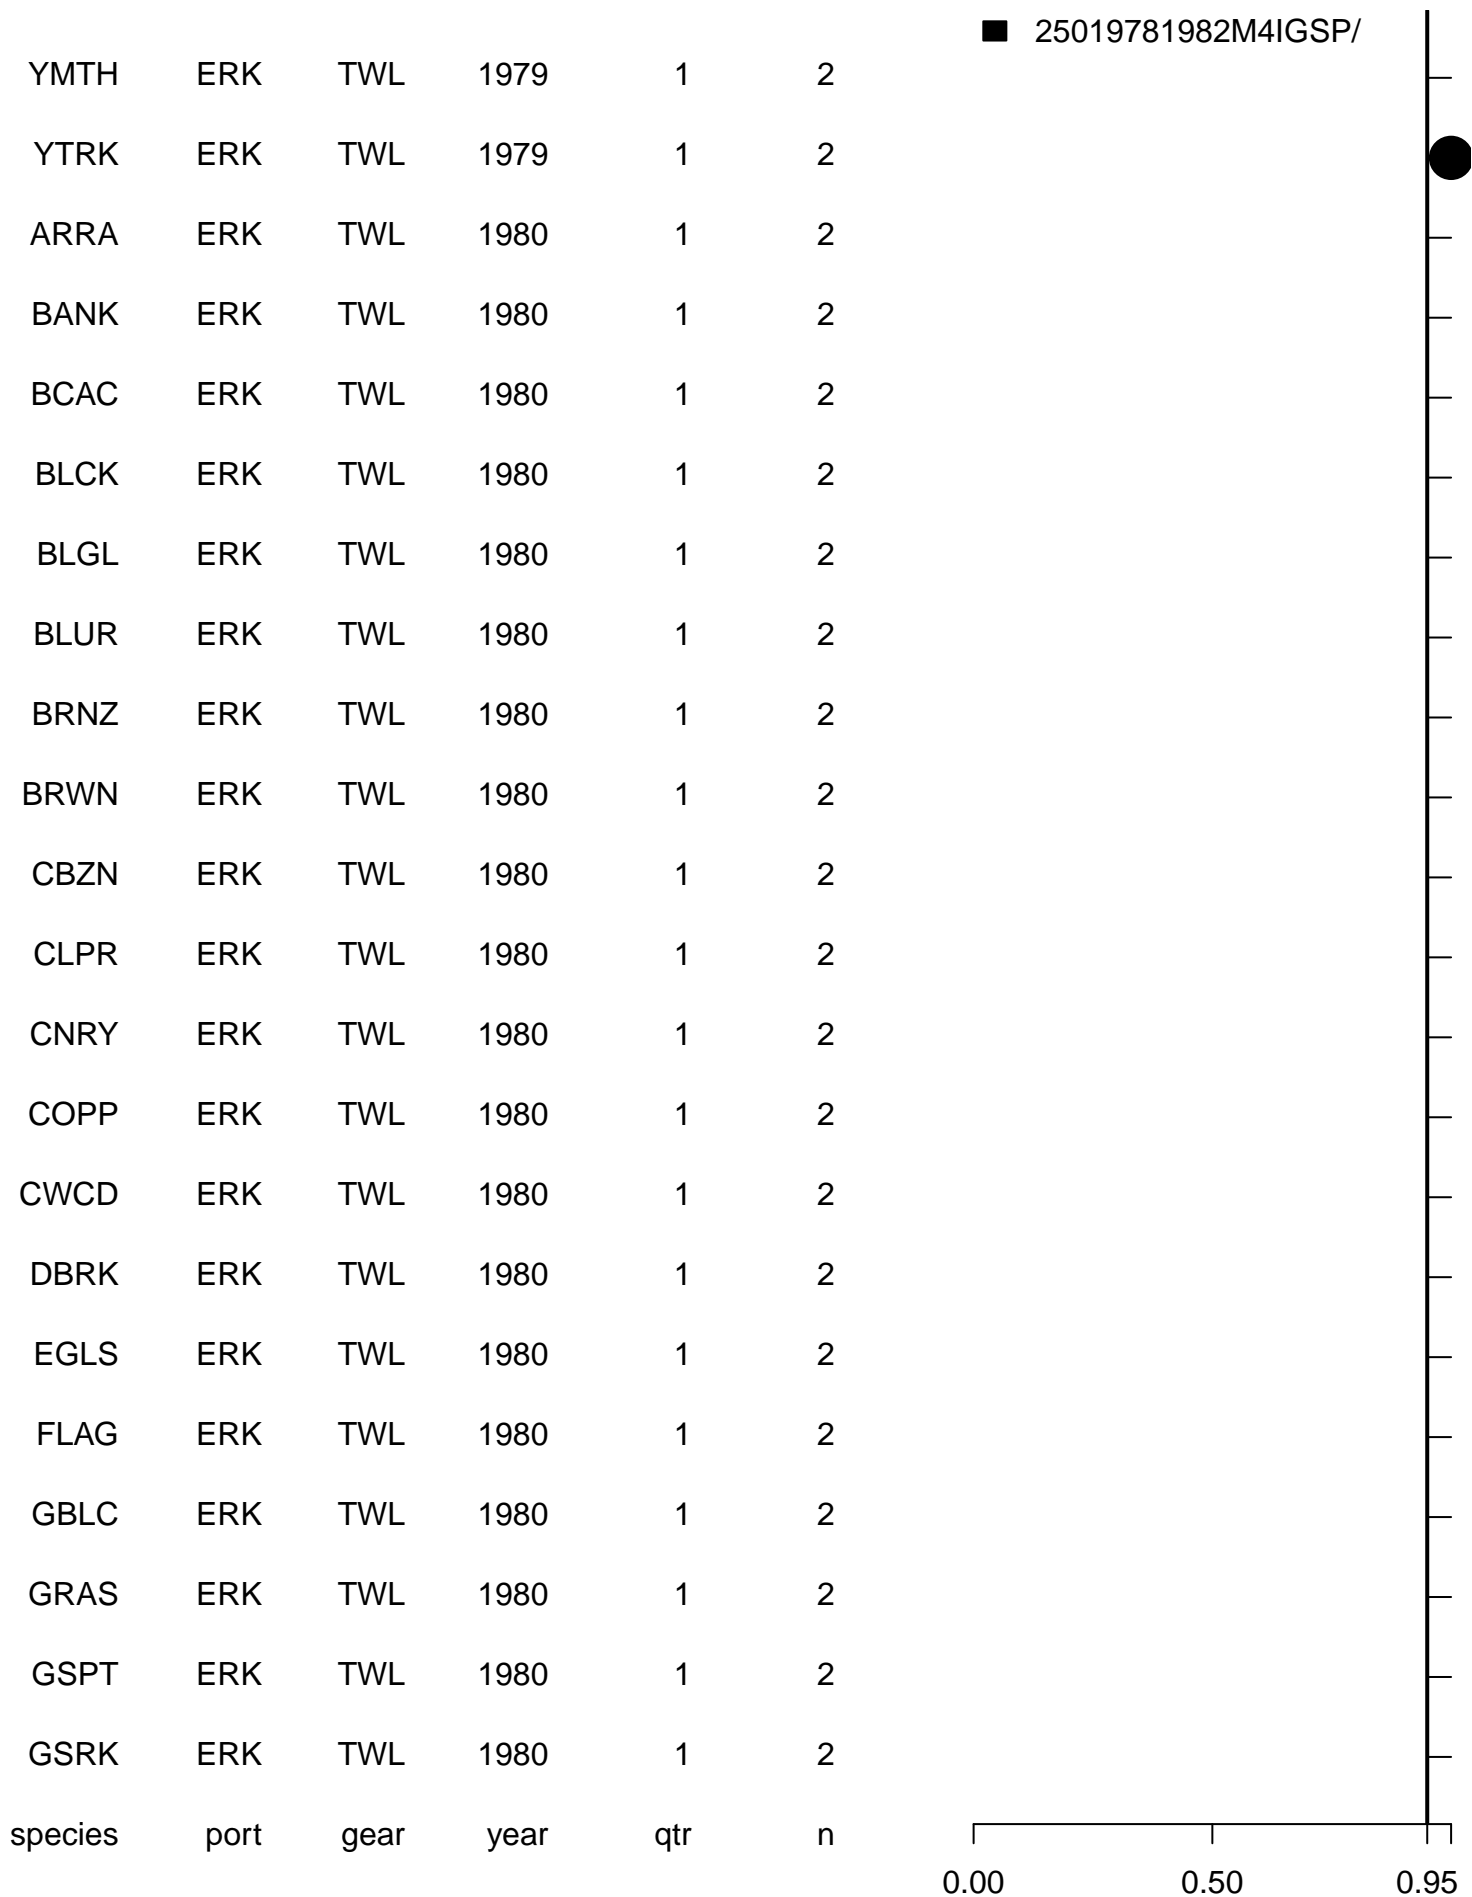 25019781982M4IGSP/
YMTH ERK TWL 1979 1 2
YTRK ERK TWL 1979 1 2
ARRA ERK TWL 1980 1 2
BANK ERK TWL 1980 1 2
BCAC ERK TWL 1980 1 2
BLCK ERK TWL 1980 1 2
BLGL ERK TWL 1980 1 2
BLUR ERK TWL 1980 1 2
BRNZ ERK TWL 1980 1 2
BRWN ERK TWL 1980 1 2
CBZN ERK TWL 1980 1 2
CLPR ERK TWL 1980 1 2
CNRY ERK TWL 1980 1 2
COPP ERK TWL 1980 1 2
CWCD ERK TWL 1980 1 2
DBRK ERK TWL 1980 1 2
EGLS ERK TWL 1980 1 2
FLAG ERK TWL 1980 1 2
GBLC ERK TWL 1980 1 2
GRAS ERK TWL 1980 1 2
GSPT ERK TWL 1980 1 2
GSRK ERK TWL 1980 1 2
species port gear year qtr n
0.00 0.50 0.95